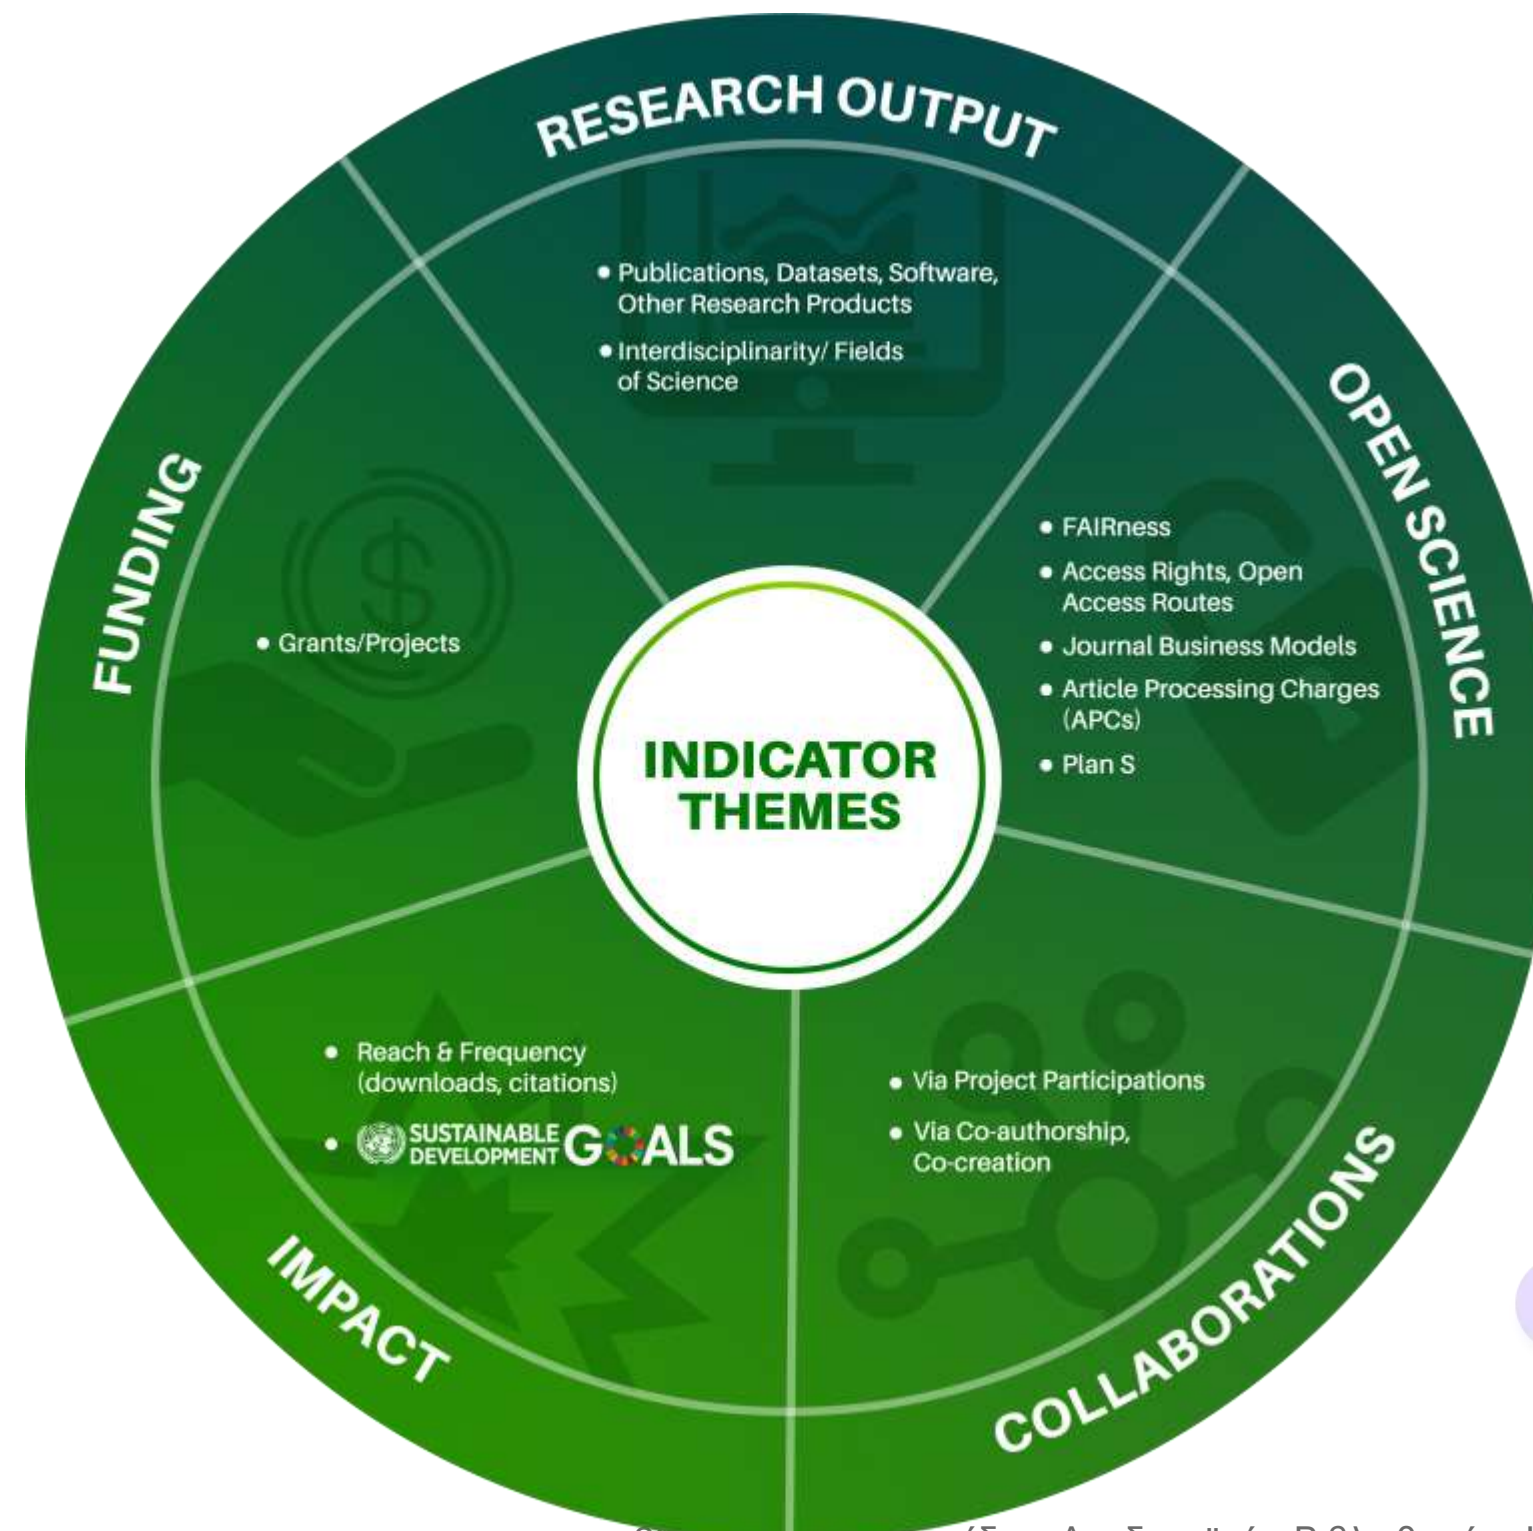 RESEARCH OUTPUT
Publications, Datasets, Software,
Other Research Products
Interdisciplinarity/ Fields
of Science
OPEN SCIENCE
FAIRness
Access Rights, Open
Access Routes
Journal Business Models
Article Processing Charges
(APCs)
Plan S
FUNDING
Grants/Projects
INDICATOR
THEMES
IMPACT
Reach & Frequency
(downloads, citations)
SUSTAINABLE
DEVELOPMENT GOALS
COLLABORATIONS
Via Project Participations
Via Co-authorship,
Co-creation